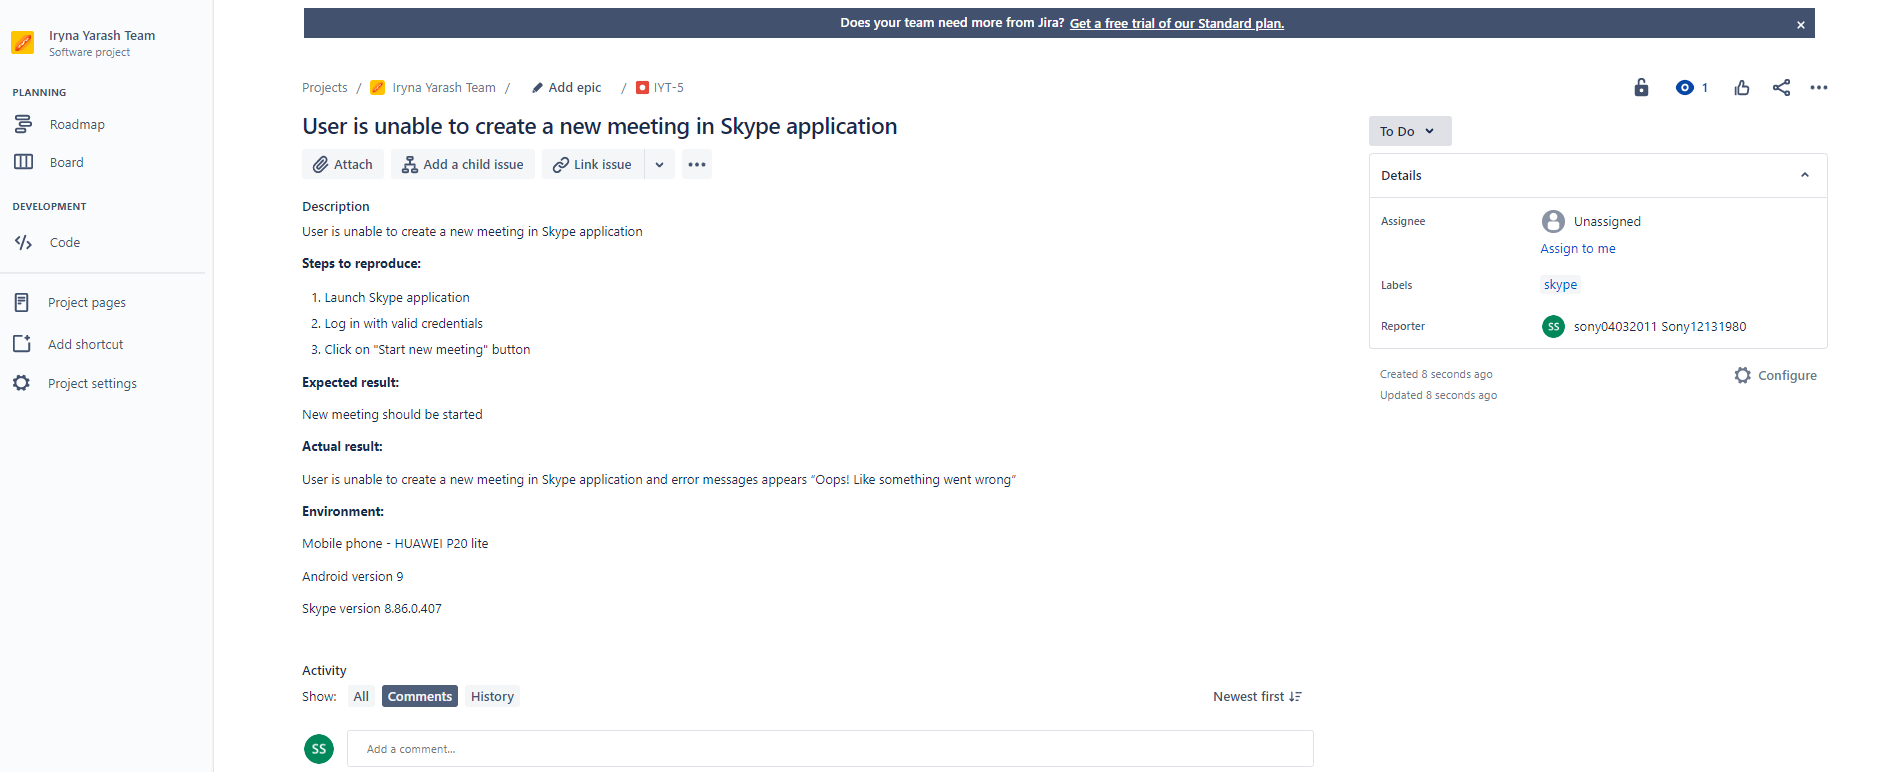 Does your team need more from Jira? Get a free trial of our Standard plan.
Iryna Yarash Team
Software project
PLANNING
Roadmap
Board
DEVELOPMENT
Code
Project pages
Add shortcut
Project settings
Projects / Iryna Yarash Team / Add epic / IYT-5
1
User is unable to create a new meeting in Skype application
Attach Add a child issue Link issue
Description
User is unable to create a new meeting in Skype application
Steps to reproduce:
1. Launch Skype application
2. Log in with valid credentials
3. Click on "Start new meeting" button
Expected result:
New meeting should be started
Actual result:
User is unable to create a new meeting in Skype application and error messages appears “Oops! Like something went wrong”
Environment:
Mobile phone - HUAWEI P20 lite
Android version 9
Skype version 8.86.0.407
Activity
Show: All Comments History Newest first
SS Add a comment...
To Do
Details
Assignee Unassigned
Assign to me
Labels skype
Reporter SS sony04032011 Sony12131980
Created 8 seconds ago Configure
Updated 8 seconds ago